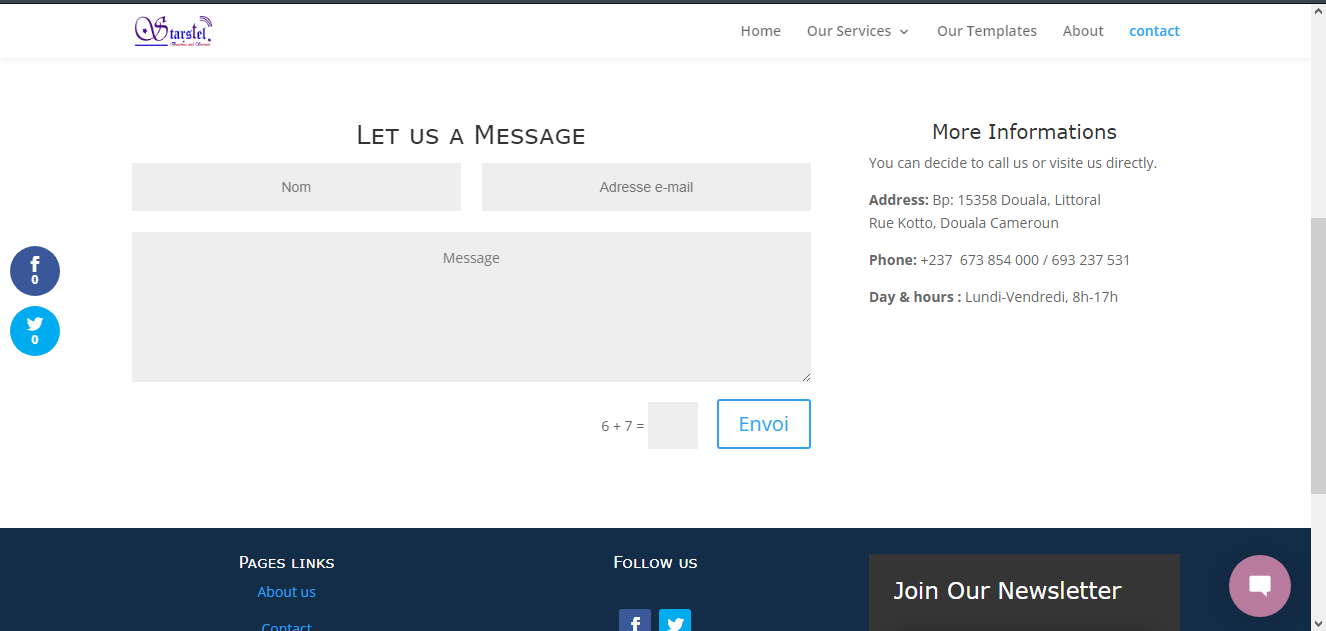 Starstel
Home
Our Services
Our Templates
About
contact
Let us a Message
Nom
Adresse e-mail
Message
6 + 7 =
Envoi
More Informations
You can decide to call us or visite us directly.
Address: Bp: 15358 Douala, Littoral
Rue Kotto, Douala Cameroun
Phone: +237 673 854 000 / 693 237 531
Day & hours : Lundi-Vendredi, 8h-17h
0
0
Pages links
About us
Contact
Follow us
Join Our Newsletter